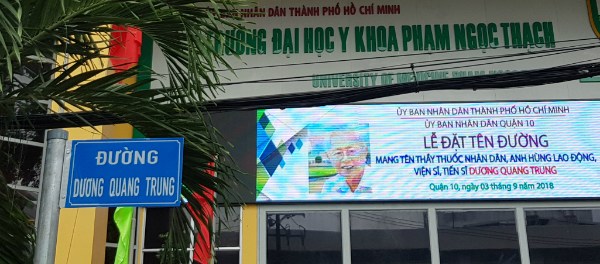 NHÂN DÂN THÀNH PHỐ HỒ CHÍ MINH
TRƯỜNG ĐẠI HỌC Y KHOA PHẠM NGỌC THẠCH
UNIVERSITY OF MEDICINE PHAM
ĐƯỜNG
DƯƠNG QUANG TRUNG
ỦY BAN NHÂN DÂN THÀNH PHỐ HỒ CHÍ MINH
ỦY BAN NHÂN DÂN QUẬN 10
LỄ ĐẶT TÊN ĐƯỜNG
MANG TÊN THẦY THUỐC NHÂN DÂN, ANH HÙNG LAO ĐỘNG,
VIỆN SĨ, TIẾN SĨ DƯƠNG QUANG TRUNG
Quận 10, ngày 03 tháng 9 năm 2018